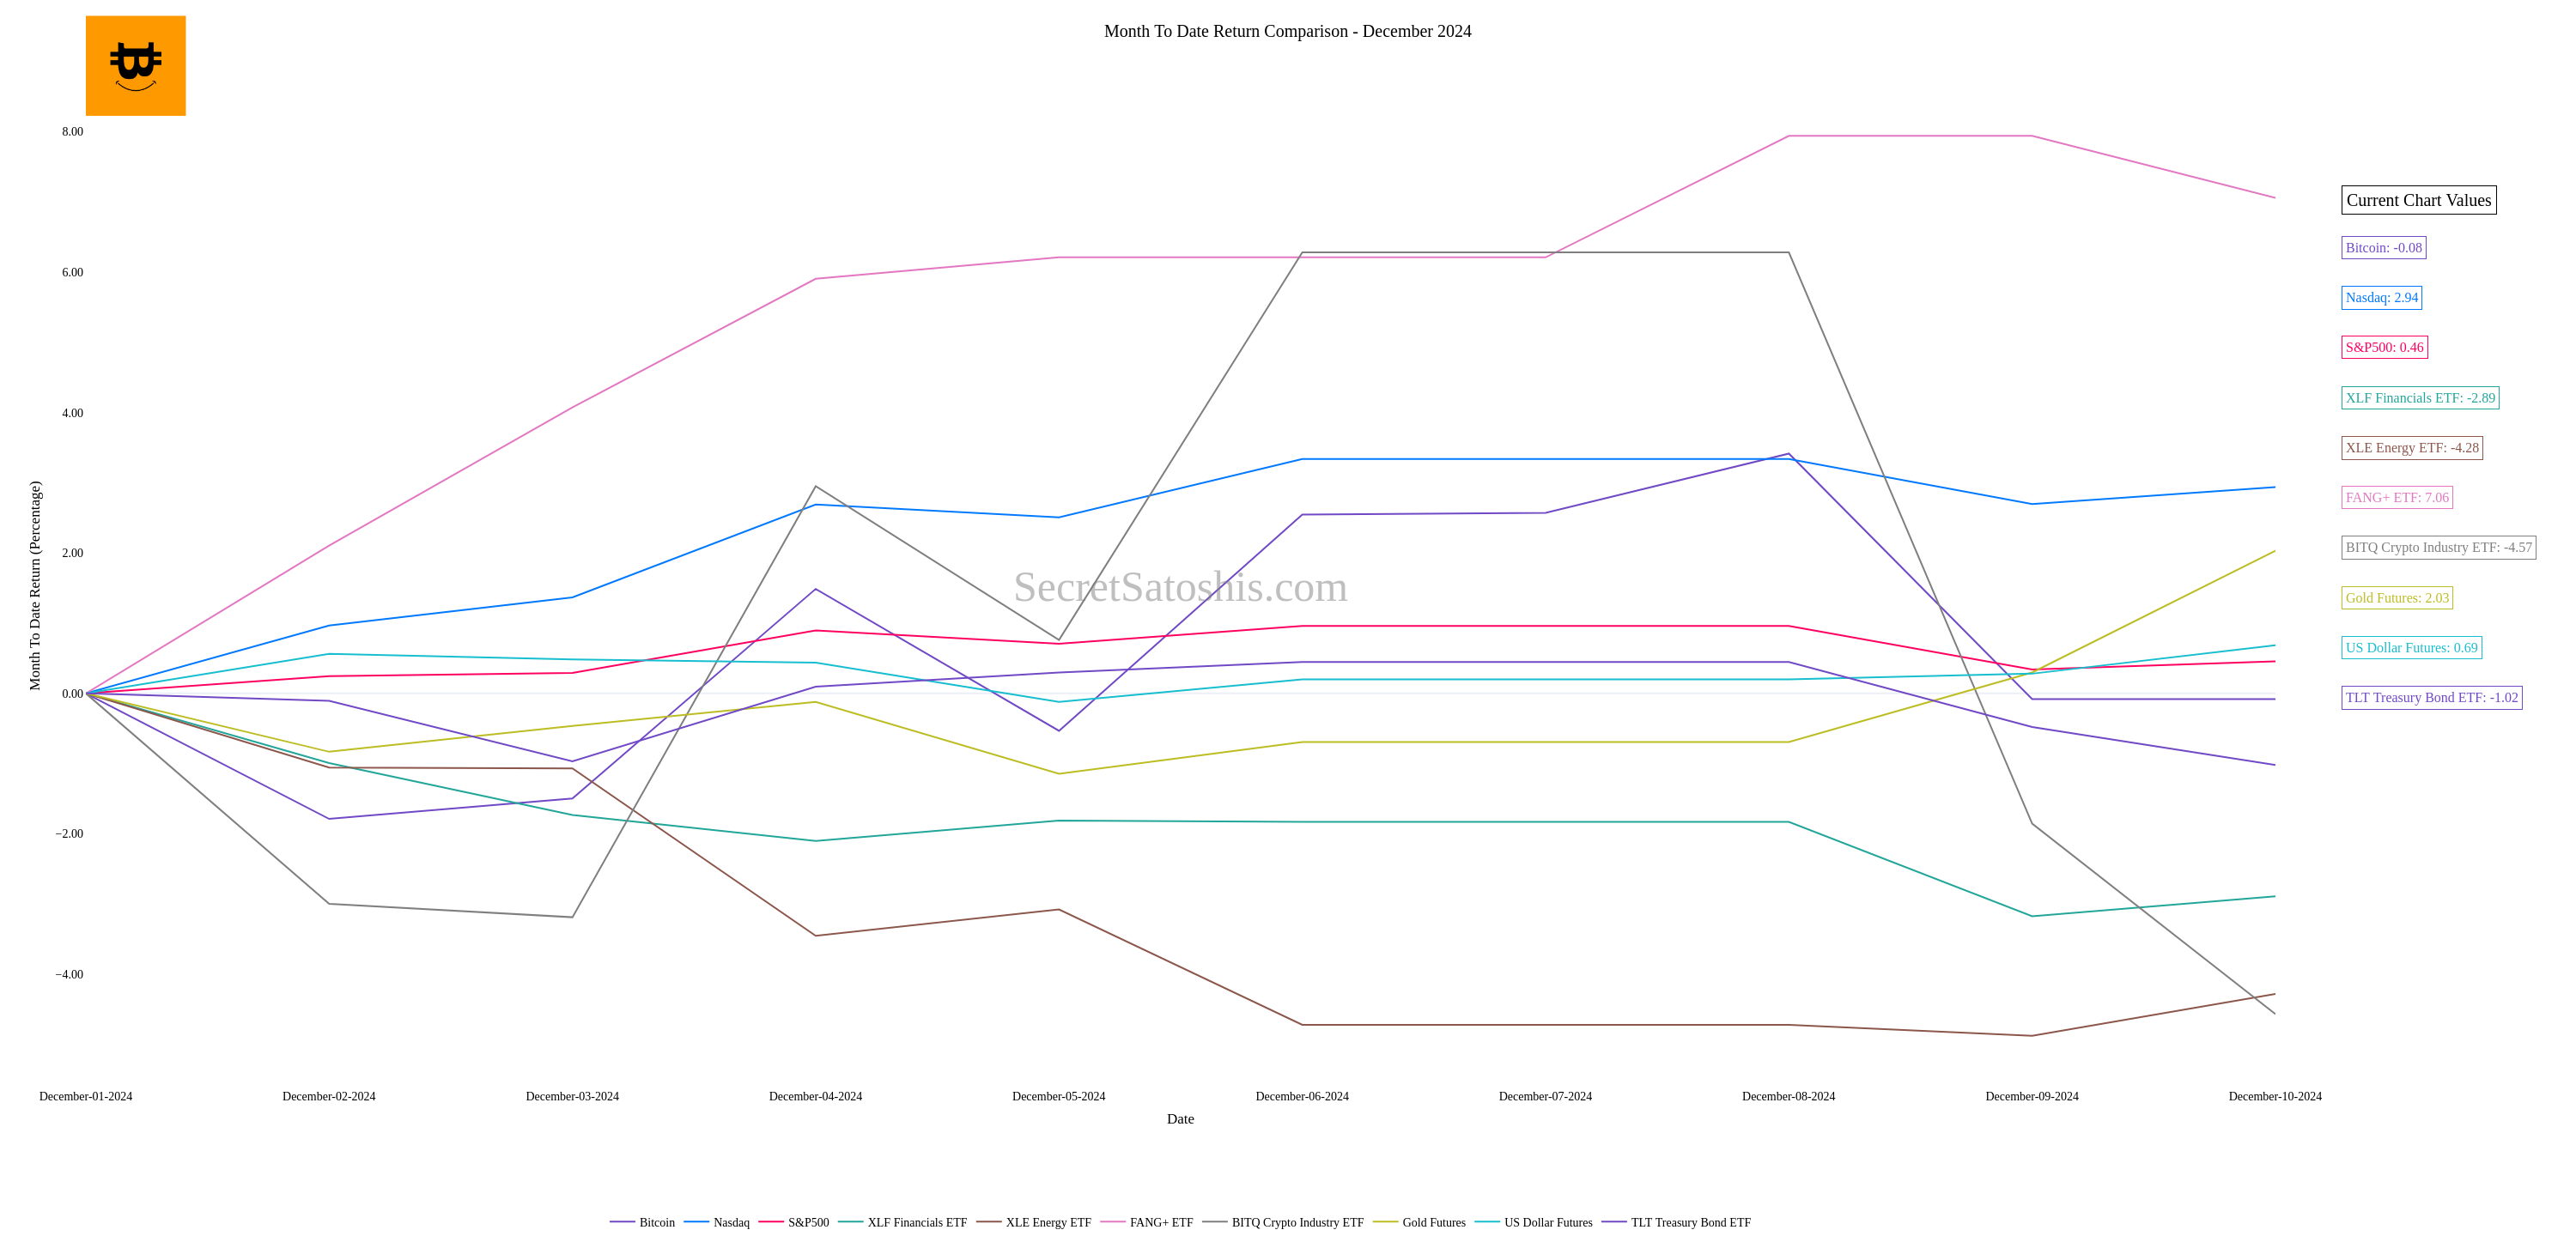 Month To Date Return Comparison - December 2024
8.00
6.00
4.00
2.00
0.00
−2.00
−4.00
Month To Date Return (Percentage)
SecretSatoshis.com
Current Chart Values
Bitcoin: -0.08
Nasdaq: 2.94
S&P500: 0.46
XLF Financials ETF: -2.89
XLE Energy ETF: -4.28
FANG+ ETF: 7.06
BITQ Crypto Industry ETF: -4.57
Gold Futures: 2.03
US Dollar Futures: 0.69
TLT Treasury Bond ETF: -1.02
December-01-2024 December-02-2024 December-03-2024 December-04-2024 December-05-2024 December-06-2024 December-07-2024 December-08-2024 December-09-2024 December-10-2024
Date
Bitcoin Nasdaq S&P500 XLF Financials ETF XLE Energy ETF FANG+ ETF BITQ Crypto Industry ETF Gold Futures US Dollar Futures TLT Treasury Bond ETF